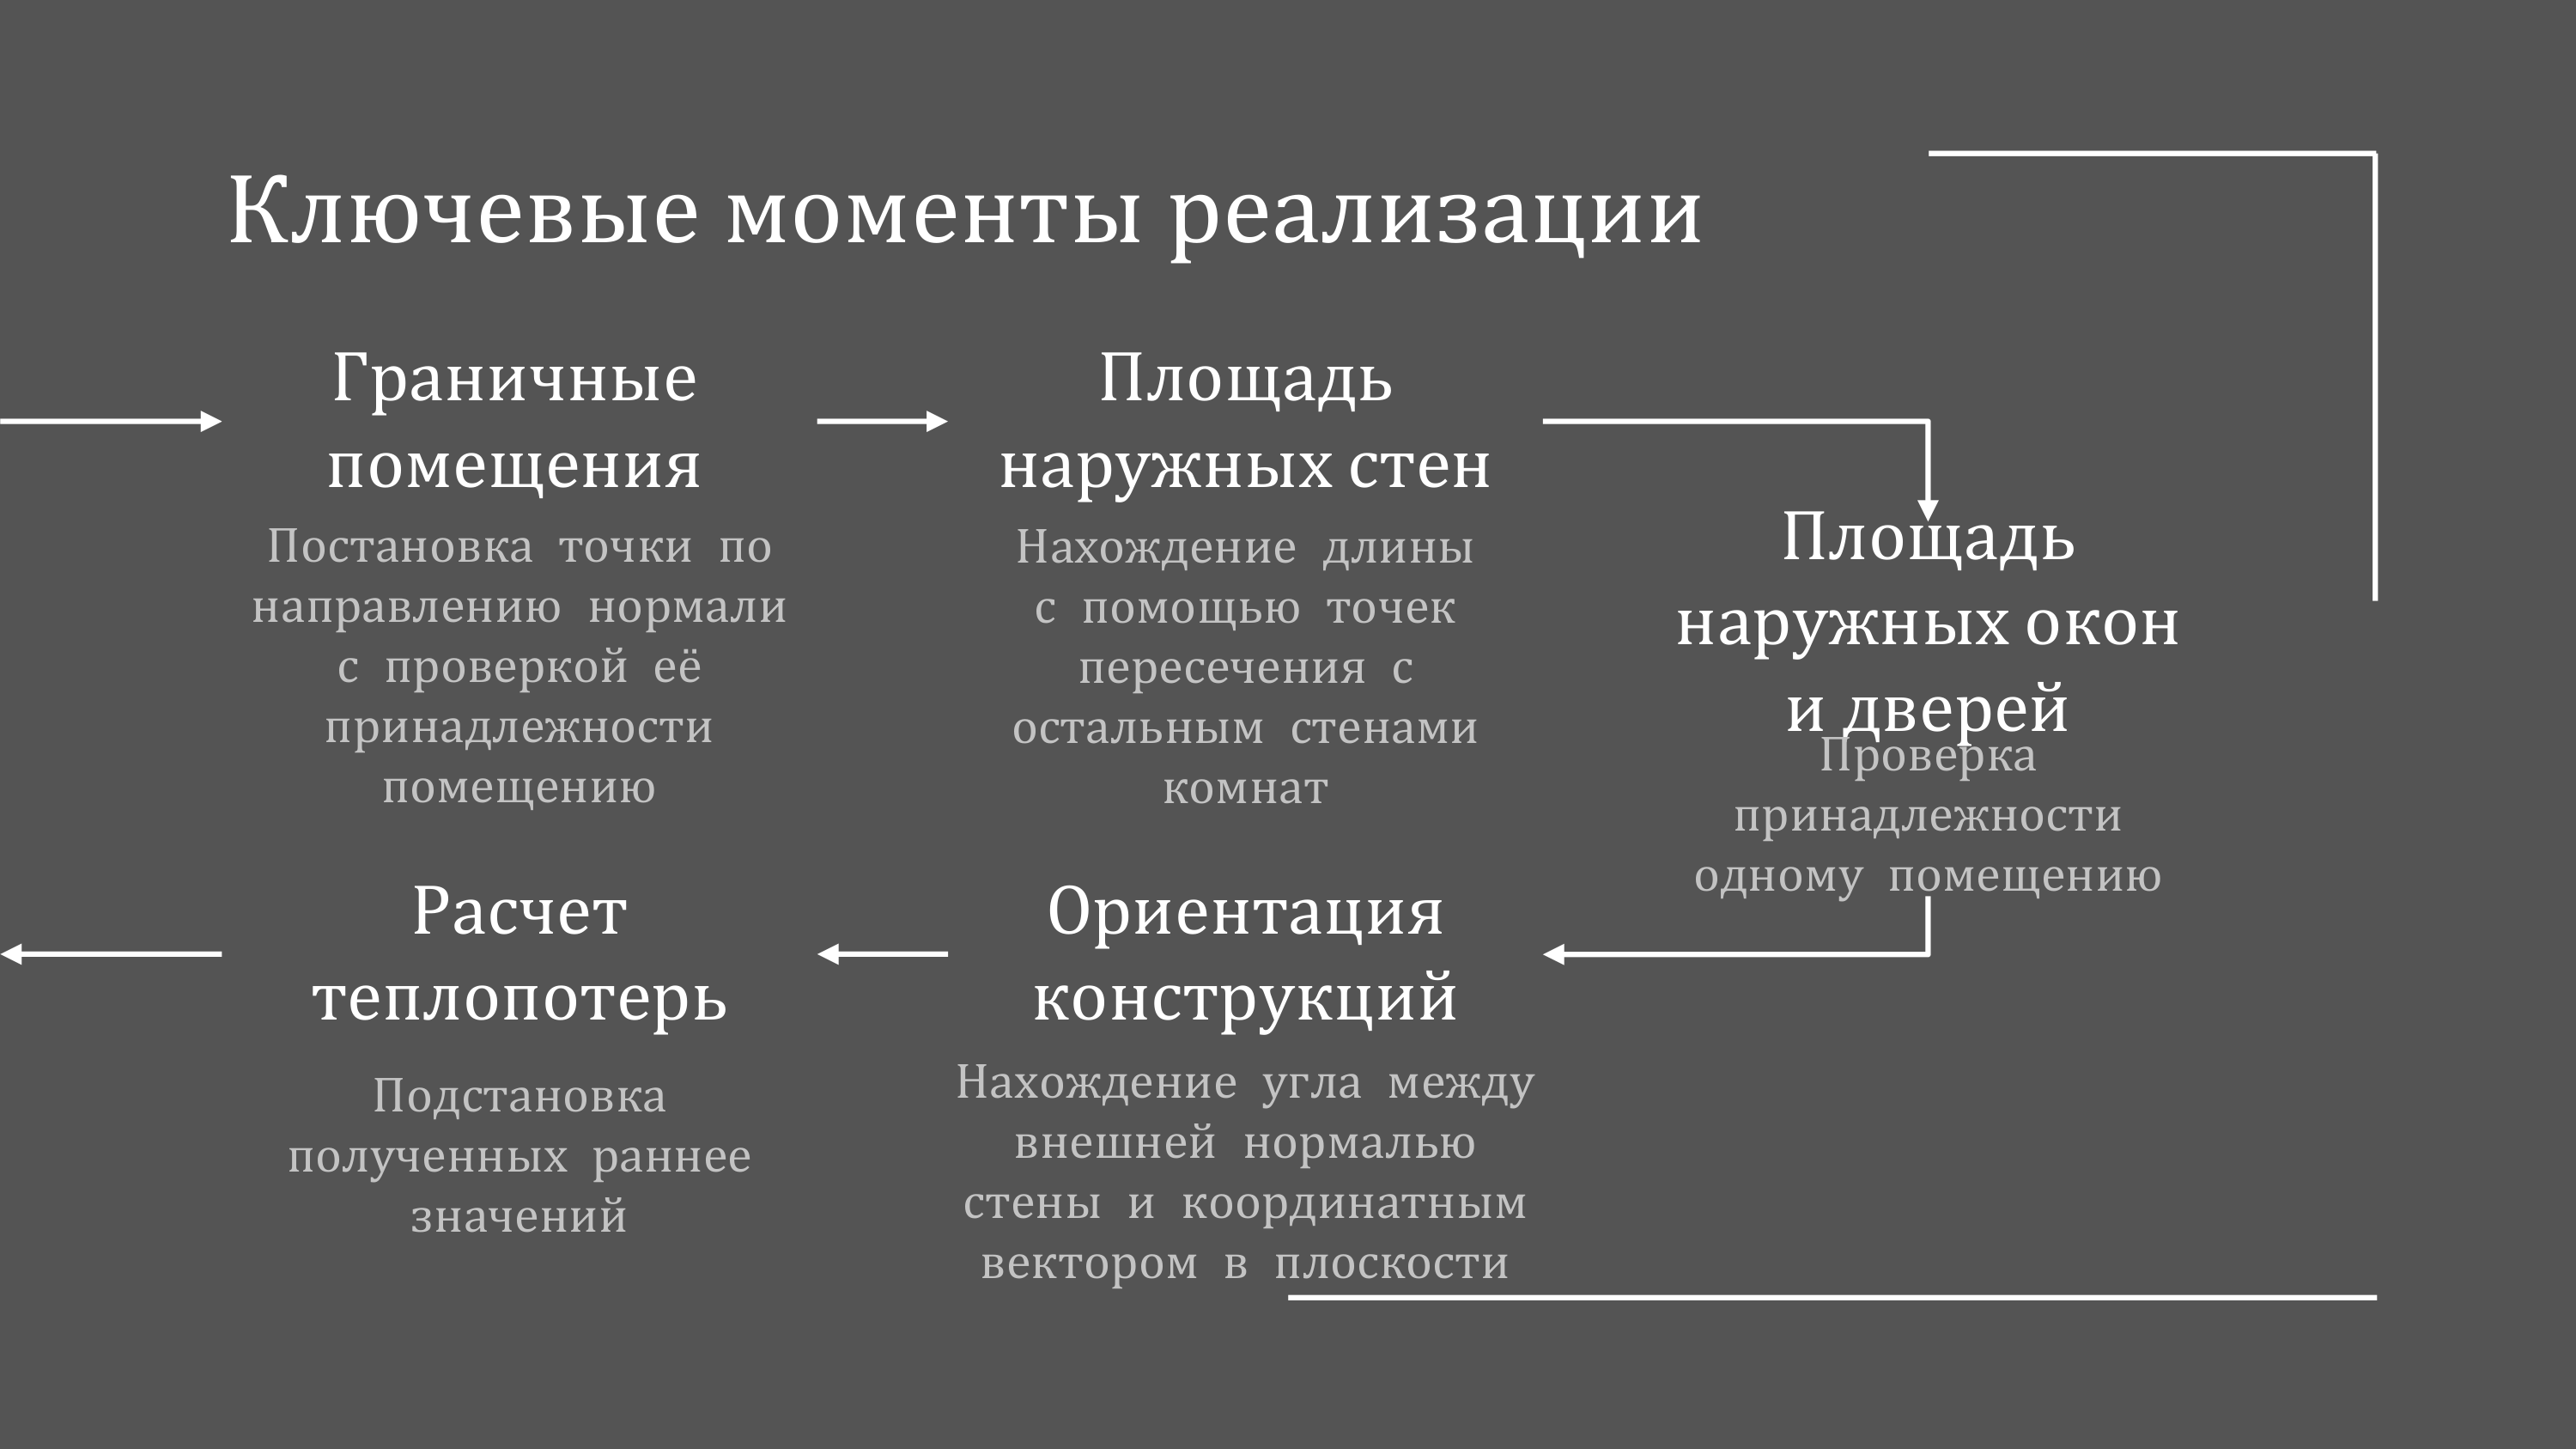 Ключевые моменты реализации
Граничные
помещения
Постановка точки по
направлению нормали
с проверкой её
принадлежности
помещению
Площадь
наружных стен
Нахождение длины
с помощью точек
пересечения с
остальным стенами
комнат
Площадь
наружных окон
и дверей
Проверка
принадлежности
одному помещению
Ориентация
конструкций
Нахождение угла между
внешней нормалью
стены и координатным
вектором в плоскости
Расчет
теплопотерь
Подстановка
полученных раннее
значений